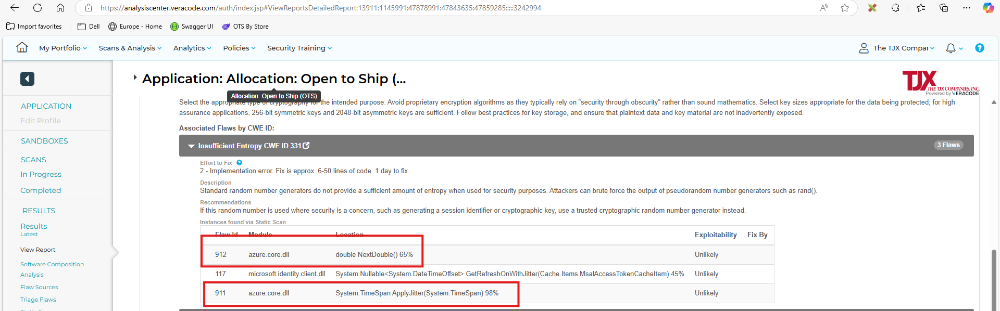 https://analysiscenter.veracode.com/auth/index.jsp#ViewReportsDetailedReport:13911:1145991:47878991:47843635:47859285:::::3242994
Import favorites Dell Europe - Home Swagger UI OTS By Store
My Portfolio Scans & Analysis Analytics Policies Security Training The TJX Compar
Application: Allocation: Open to Ship (...
TJX
THE TJX COMPANIES, INC.
Powered by VERACODE
Allocation: Open to Ship (OTS)
APPLICATION
Edit Profile
SANDBOXES
SCANS
In Progress
Completed
RESULTS
Results
Latest
View Report
Software Composition
Analysis
Flaw Sources
Triage Flaws
Select the appropriate type of cryptography for the intended purpose. Avoid proprietary encryption algorithms as they typically rely on "security through obscurity" rather than sound mathematics. Select key sizes appropriate for the data being protected; for high
assurance applications, 256-bit symmetric keys and 2048-bit asymmetric keys are sufficient. Follow best practices for key storage, and ensure that plaintext data and key material are not inadvertently exposed.
Associated Flaws by CWE ID:
Insufficient Entropy CWE ID 331 3 Flaws
Effort to Fix
2 - Implementation error. Fix is approx. 6-50 lines of code. 1 day to fix.
Description
Standard random number generators do not provide a sufficient amount of entropy when used for security purposes. Attackers can brute force the output of pseudorandom number generators such as rand().
Recommendations
If this random number is used where security is a concern, such as generating a session identifier or cryptographic key, use a trusted cryptographic random number generator instead.
Instances found via Static Scan
Flaw Id Module Location Exploitability Fix By
912 azure.core.dll double NextDouble() 65% Unlikely
117 microsoft.identity.client.dll System.Nullable<System.DateTimeOffset> GetRefreshOnWithJitter(Cache.Items.MsalAccessTokenCacheItem) 45% Unlikely
911 azure.core.dll System.TimeSpan ApplyJitter(System.TimeSpan) 98% Unlikely